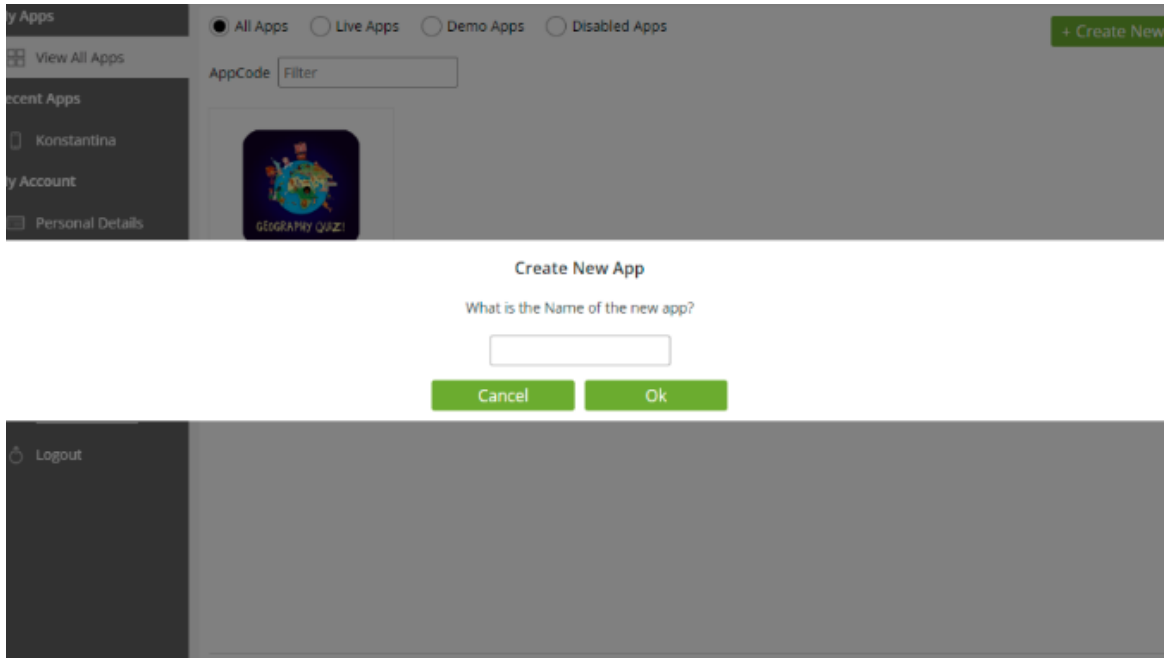 y Apps
View All Apps
ecent Apps
Konstantina
y Account
Personal Details
Logout
All Apps Live Apps Demo Apps Disabled Apps
+ Create New
AppCode Filter
GEOGRAPHY QUIZ!
Create New App
What is the Name of the new app?
Cancel Ok